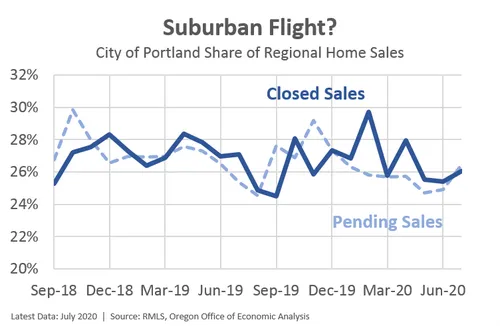 Suburban Flight?
City of Portland Share of Regional Home Sales
32%
30%
28%
26%
24%
22%
20%
Closed Sales
Pending Sales
Sep-18 Dec-18 Mar-19 Jun-19 Sep-19 Dec-19 Mar-20 Jun-20
Latest Data: July 2020 | Source: RMLS, Oregon Office of Economic Analysis